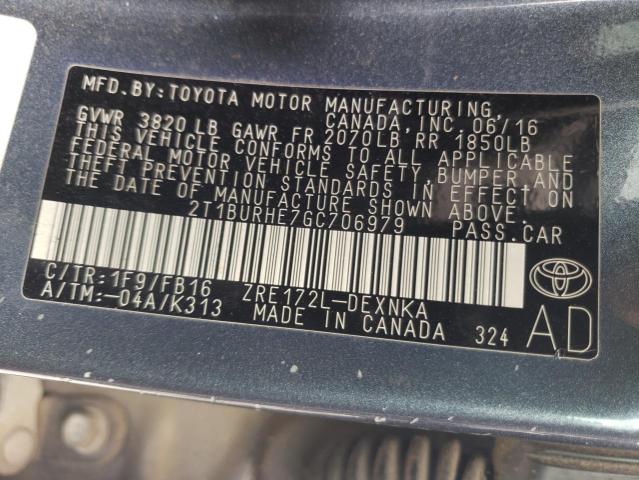 MFD. BY: TOYOTA MOTOR MANUFACTURING,
CANADA, INC. 06/16
GVWR 3820 LB GAWR FR 2070LB RR 1850LB
THIS VEHICLE CONFORMS TO ALL APPLICABLE
FEDERAL MOTOR VEHICLE SAFETY, BUMPER AND
THEFT PREVENTION STANDARDS IN EFFECT ON
THE DATE OF MANUFACTURE SHOWN ABOVE.
2T1BURHE7GC706979 PASS.CAR
C/TR: 1F9/FB16 ZRE172L-DEXNKA
A/TM: -04A/K313 MADE IN CANADA 324
AD